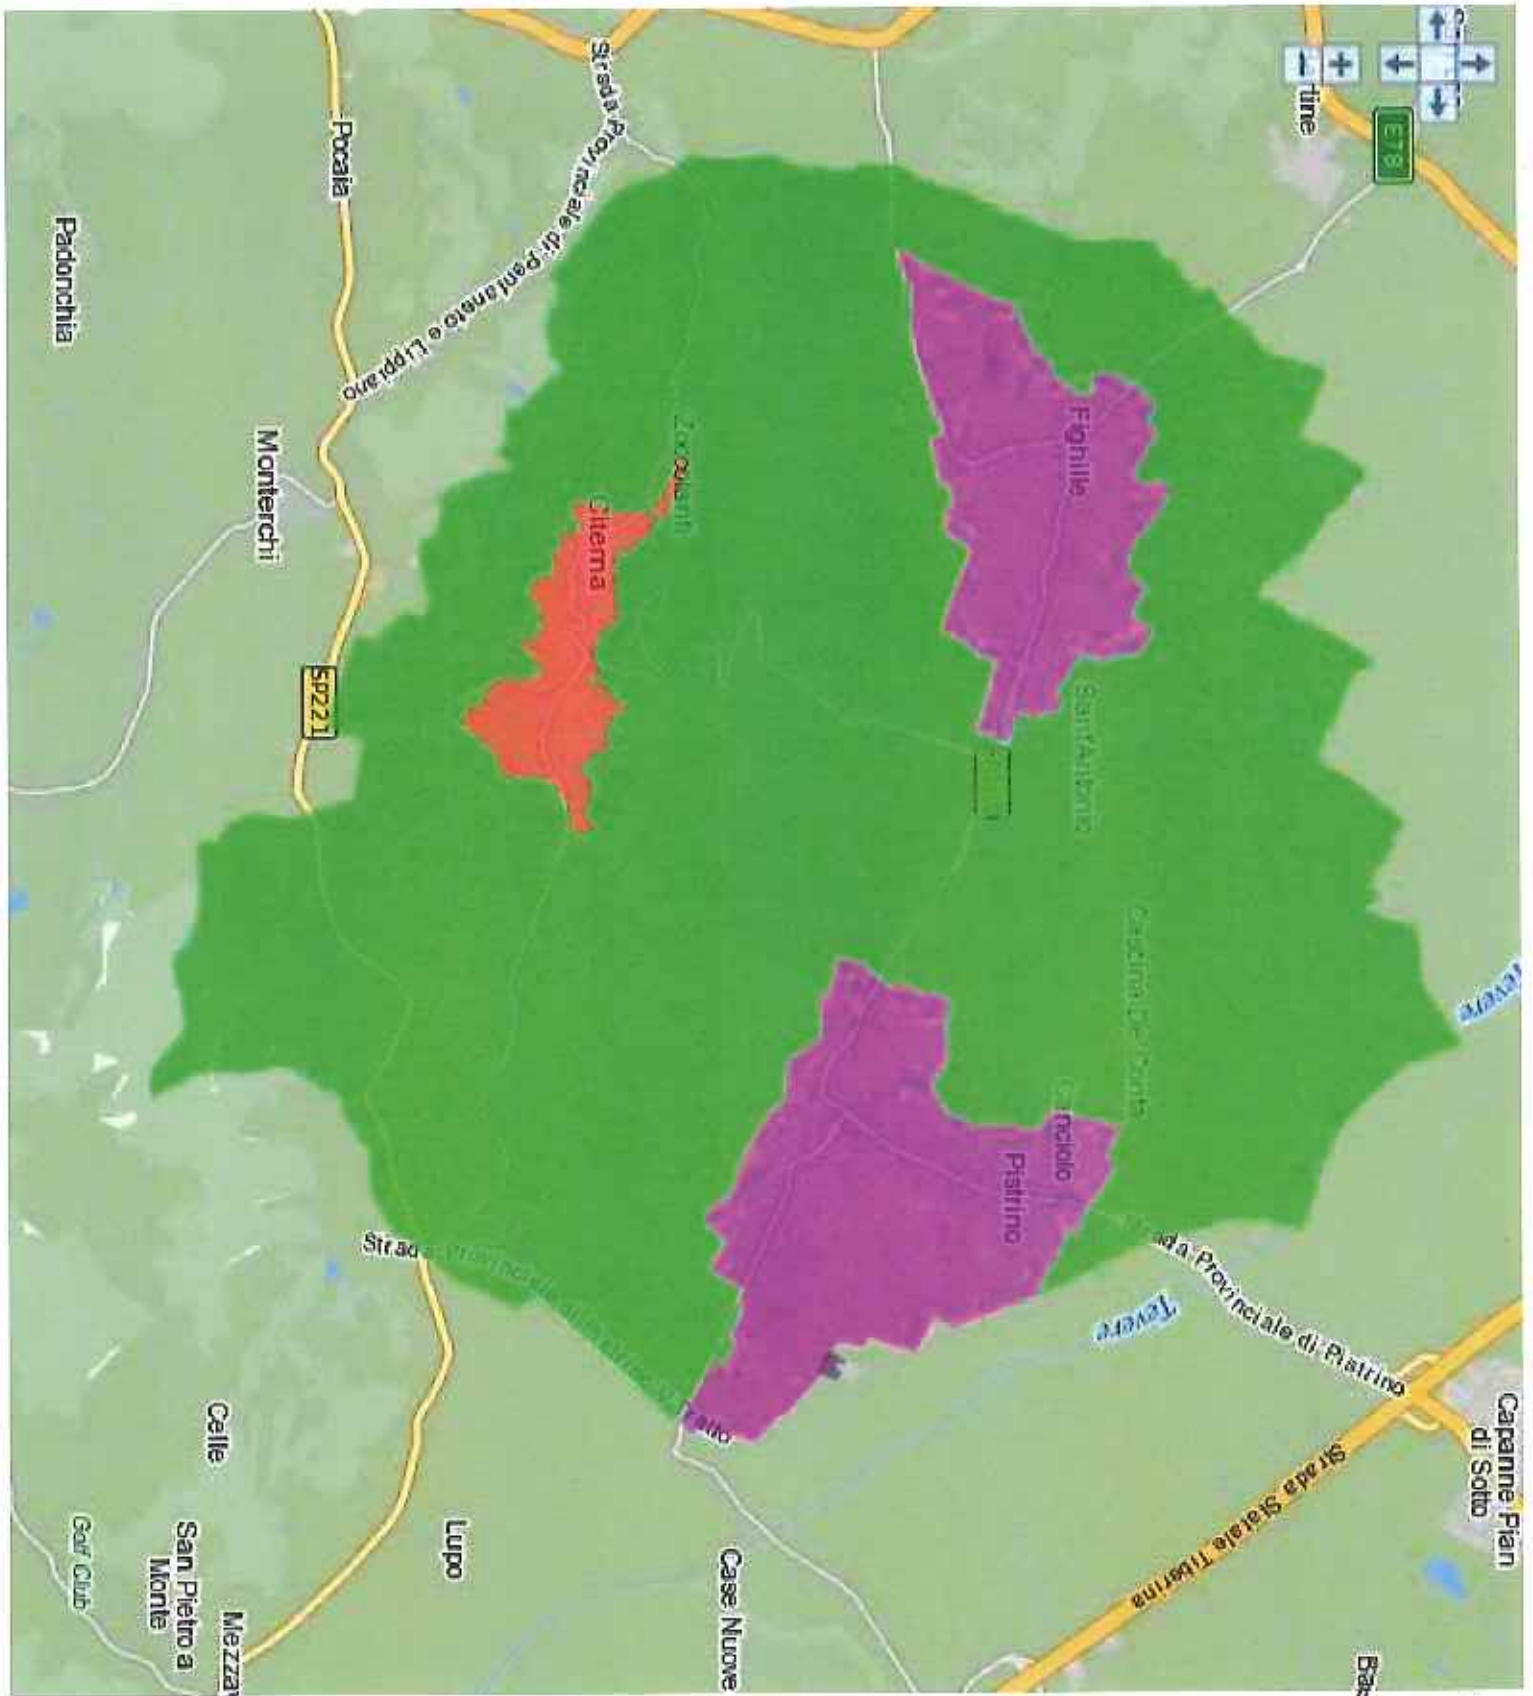 E78
Strada Provinciale di Pantaneto e Lippiano
Pocaia
Padonchia
Monterchi
SP221
Fighille
Citerna
Sant'Antonio
Tevere
Pistrino
Strada Provinciale di Pistrino
Tevere
Capanne Pian
di Sotto
Strada Statale Tiberina
Celle
San Pietro a
Monte
Golf Club
Lupo
Case Nuove